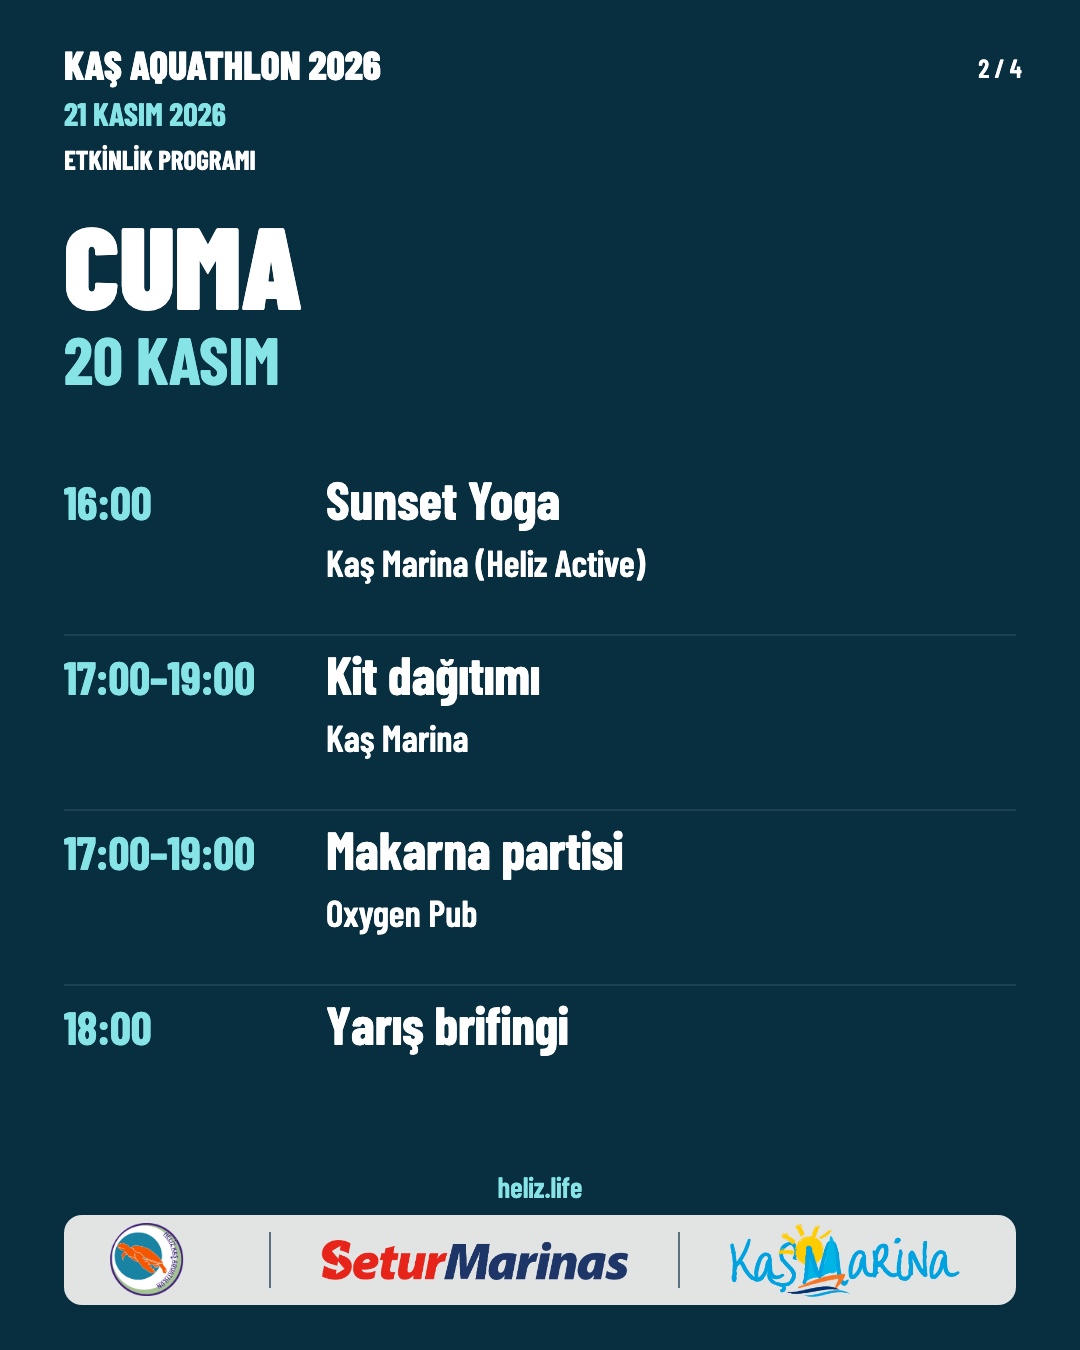 KAŞ AQUATHLON 2026
2 / 4
21 KASIM 2026
ETKİNLİK PROGRAMI
CUMA
20 KASIM
16:00
Sunset Yoga
Kaş Marina (Heliz Active)
17:00–19:00
Kit dağıtımı
Kaş Marina
17:00–19:00
Makarna partisi
Oxygen Pub
18:00
Yarış brifingi
heliz.life
SeturMarinas
Kaş Marina